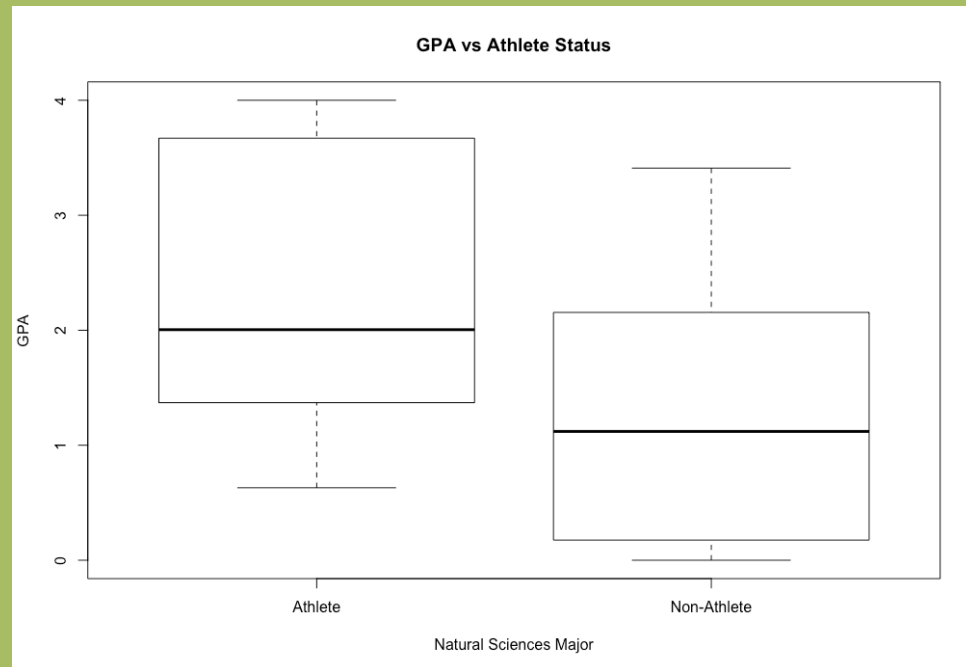 GPA vs Athlete Status
GPA
4
3
2
1
0
Athlete Non-Athlete
Natural Sciences Major